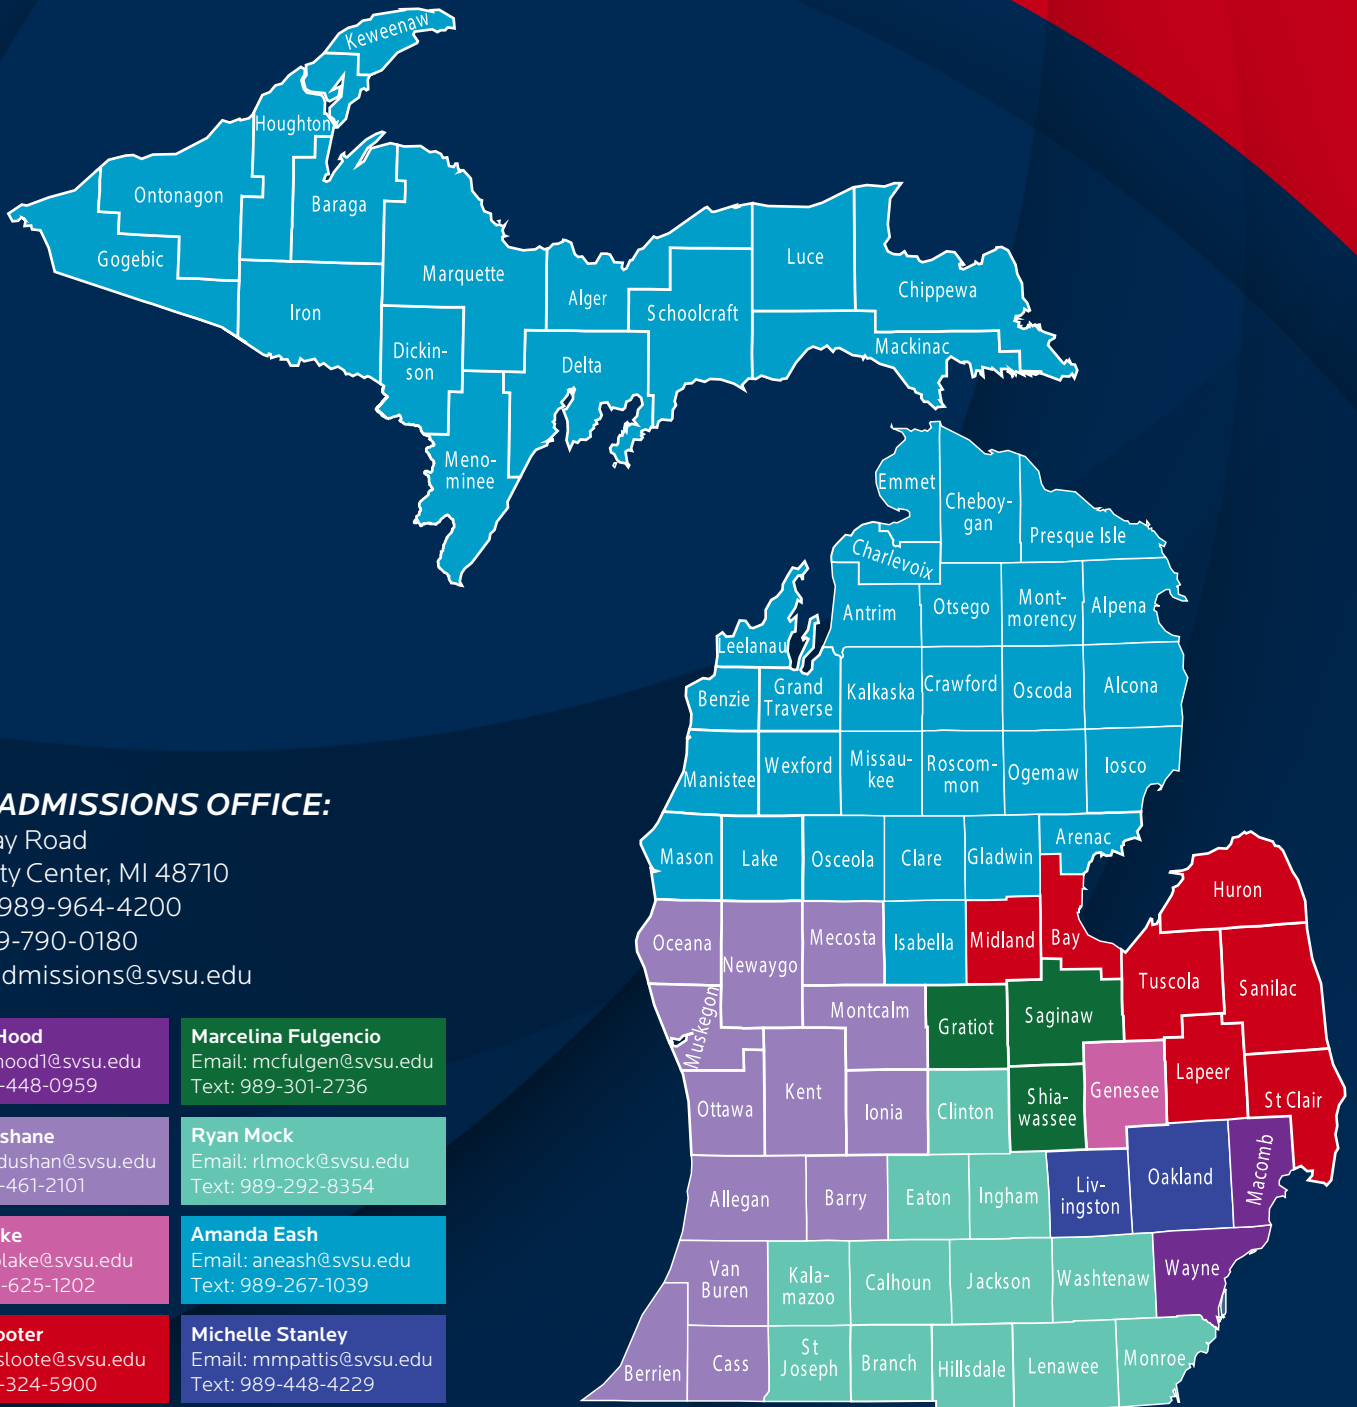 Keweenaw
Houghton
Ontonagon
Baraga
Gogebic
Marquette
Luce
Chippewa
Alger
Iron
Schoolcraft
Mackinac
Dickin-
son
Delta
Meno-
minee
Emmet
Cheboy-
gan
Presque Isle
Charlevoix
Antrim
Otsego
Mont-
morency
Alpena
Leelanau
Benzie
Grand
Traverse
Kalkaska
Crawford
Oscoda
Alcona
Manistee
Wexford
Missau-
kee
Roscom-
mon
Ogemaw
Iosco
Mason
Lake
Osceola
Clare
Gladwin
Arenac
Huron
Oceana
Newaygo
Mecosta
Isabella
Midland
Bay
Tuscola
Sanilac
Muskegon
Montcalm
Gratiot
Saginaw
Ottawa
Kent
Ionia
Clinton
Shia-
wassee
Genesee
Lapeer
St Clair
Allegan
Barry
Eaton
Ingham
Liv-
ingston
Oakland
Macomb
Van
Buren
Kala-
mazoo
Calhoun
Jackson
Washtenaw
Wayne
Berrien
Cass
St
Joseph
Branch
Hillsdale
Lenawee
Monroe
ADMISSIONS OFFICE:
ay Road
ty Center, MI 48710
989-964-4200
9-790-0180
admissions@svsu.edu
Hood
hood1@svsu.edu
-448-0959
Marcelina Fulgencio
Email: mcfulgen@svsu.edu
Text: 989-301-2736
shane
dushan@svsu.edu
-461-2101
Ryan Mock
Email: rlmock@svsu.edu
Text: 989-292-8354
ke
blake@svsu.edu
-625-1202
Amanda Eash
Email: aneash@svsu.edu
Text: 989-267-1039
ooter
sloote@svsu.edu
-324-5900
Michelle Stanley
Email: mmpattis@svsu.edu
Text: 989-448-4229